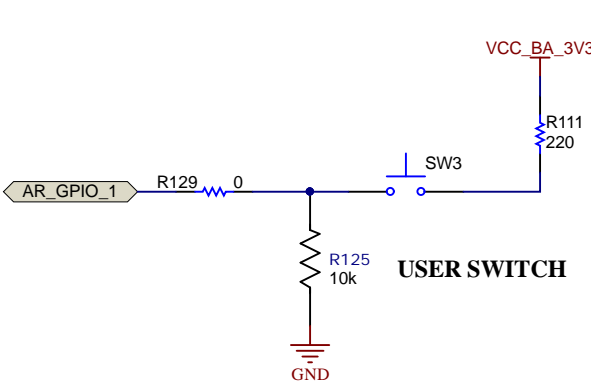 VCC_BA_3V3
R111
220
SW3
R129 0
AR_GPIO_1
R125
10k
USER SWITCH
GND